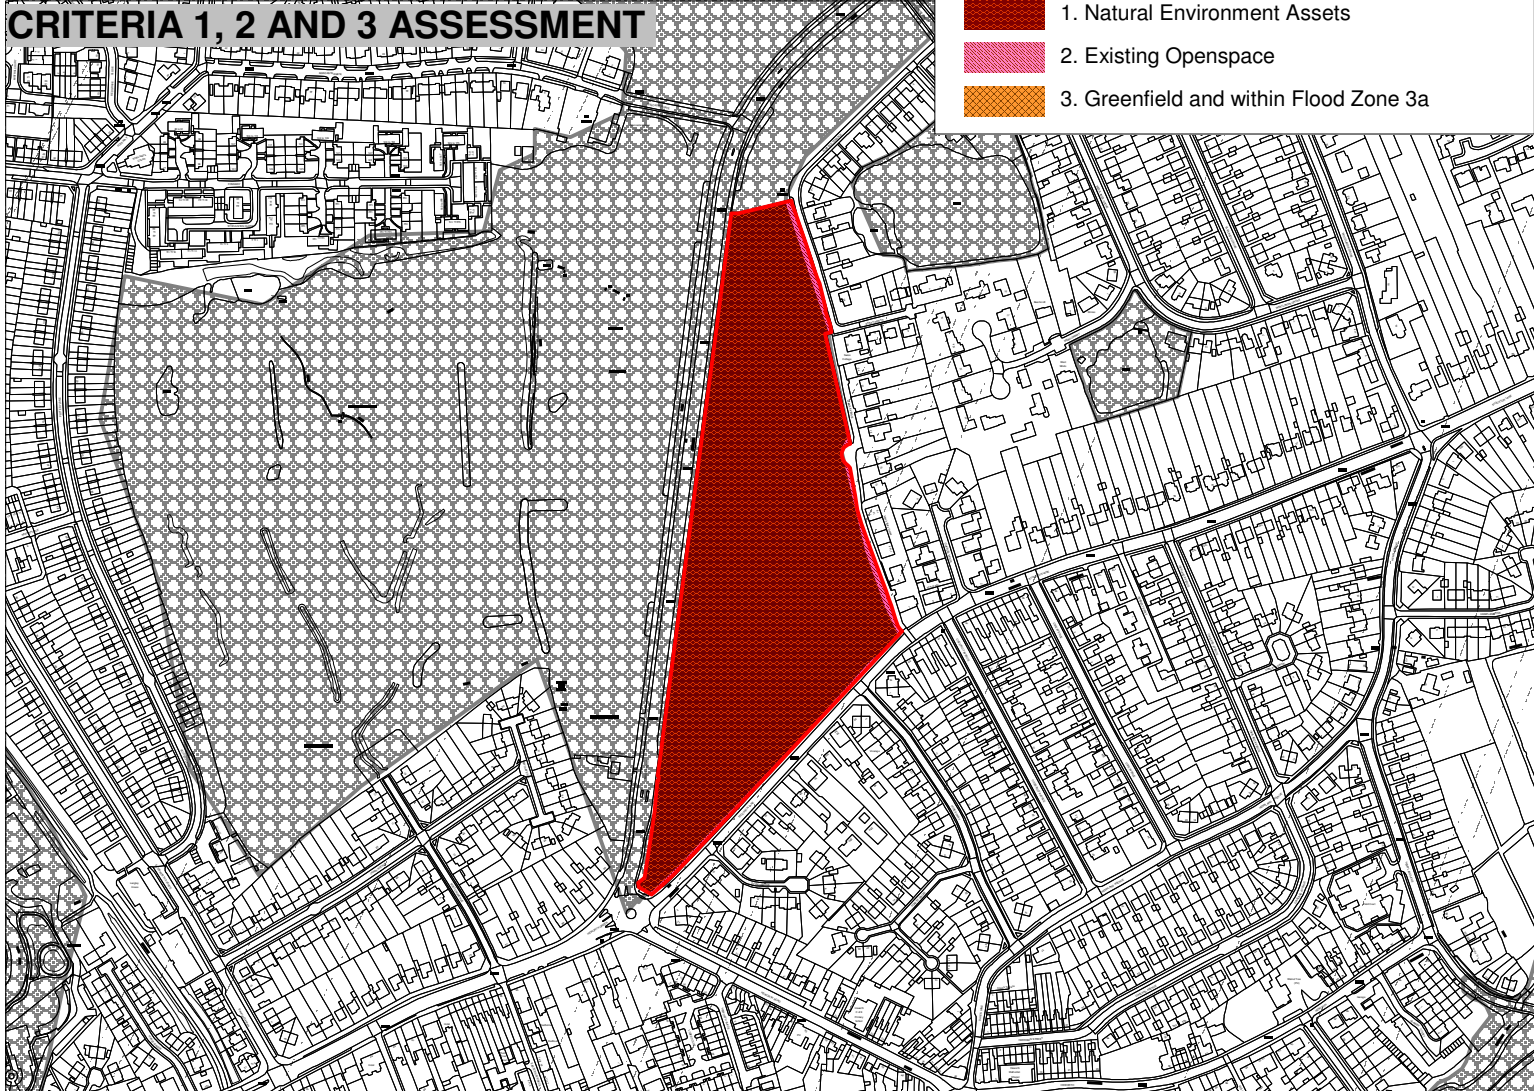 CRITERIA 1, 2 AND 3 ASSESSMENT
1. Natural Environment Assets
2. Existing Openspace
3. Greenfield and within Flood Zone 3a